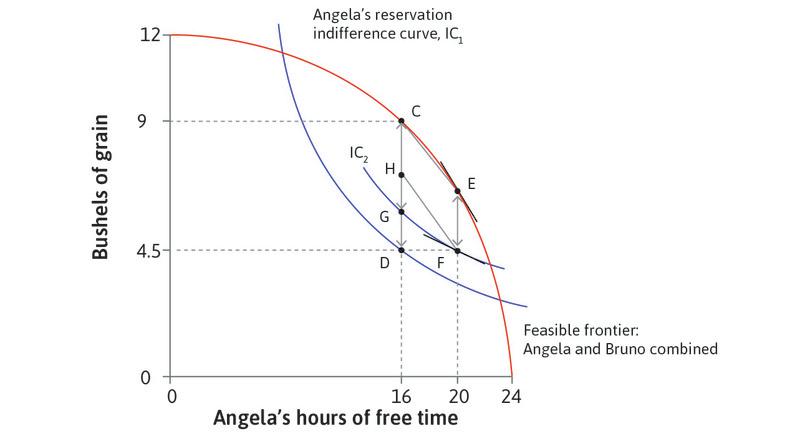 Angela’s reservation
indifference curve, IC1
12
9
4.5
0
Bushels of grain
C
IC2
H
E
G
D
F
Feasible frontier:
Angela and Bruno combined
0
16
20
24
Angela’s hours of free time